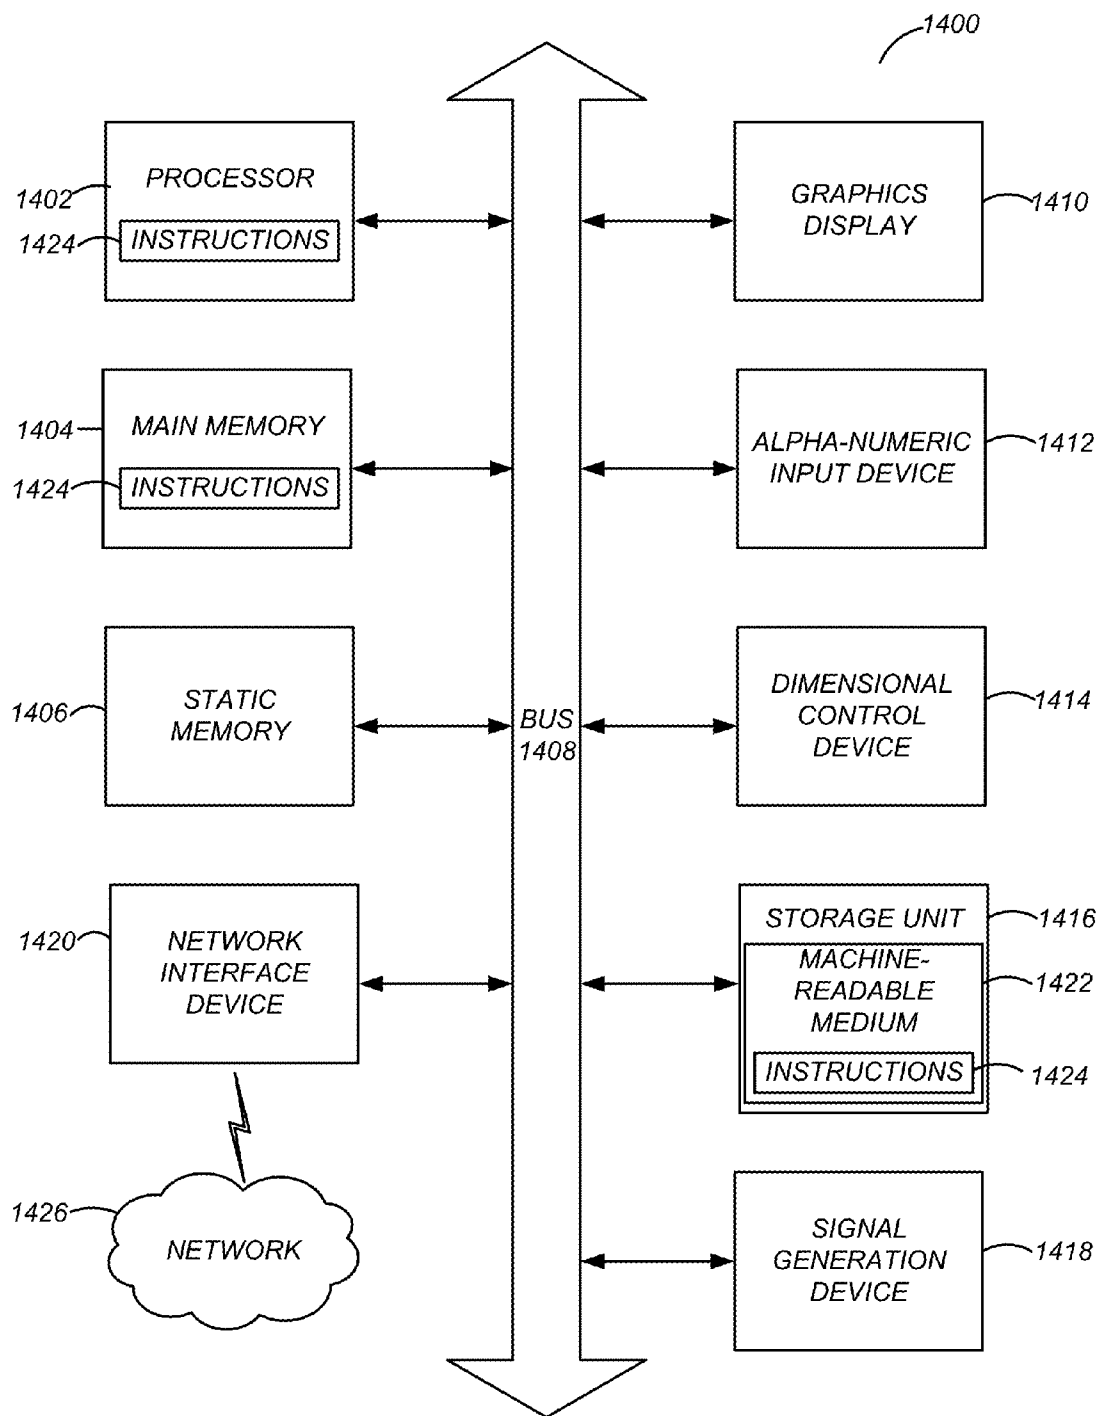 1400
PROCESSOR
1402
1424
INSTRUCTIONS
GRAPHICS
DISPLAY
1410
MAIN MEMORY
1404
1424
INSTRUCTIONS
ALPHA-NUMERIC
INPUT DEVICE
1412
STATIC
MEMORY
1406
BUS
1408
DIMENSIONAL
CONTROL
DEVICE
1414
NETWORK
INTERFACE
DEVICE
1420
STORAGE UNIT
1416
MACHINE-
READABLE
MEDIUM
1422
INSTRUCTIONS
1424
1426
NETWORK
SIGNAL
GENERATION
DEVICE
1418